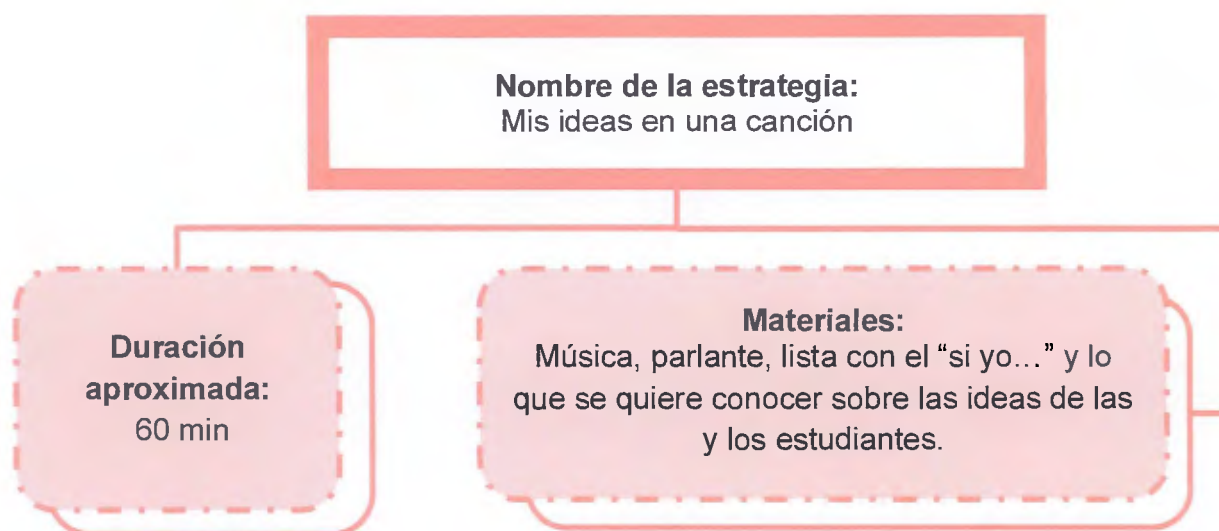 Nombre de la estrategia:
Mis ideas en una canción
Duración
aproximada:
60 min
Materiales:
Música, parlante, lista con el “si yo...” y lo
que se quiere conocer sobre las ideas de las
y los estudiantes.